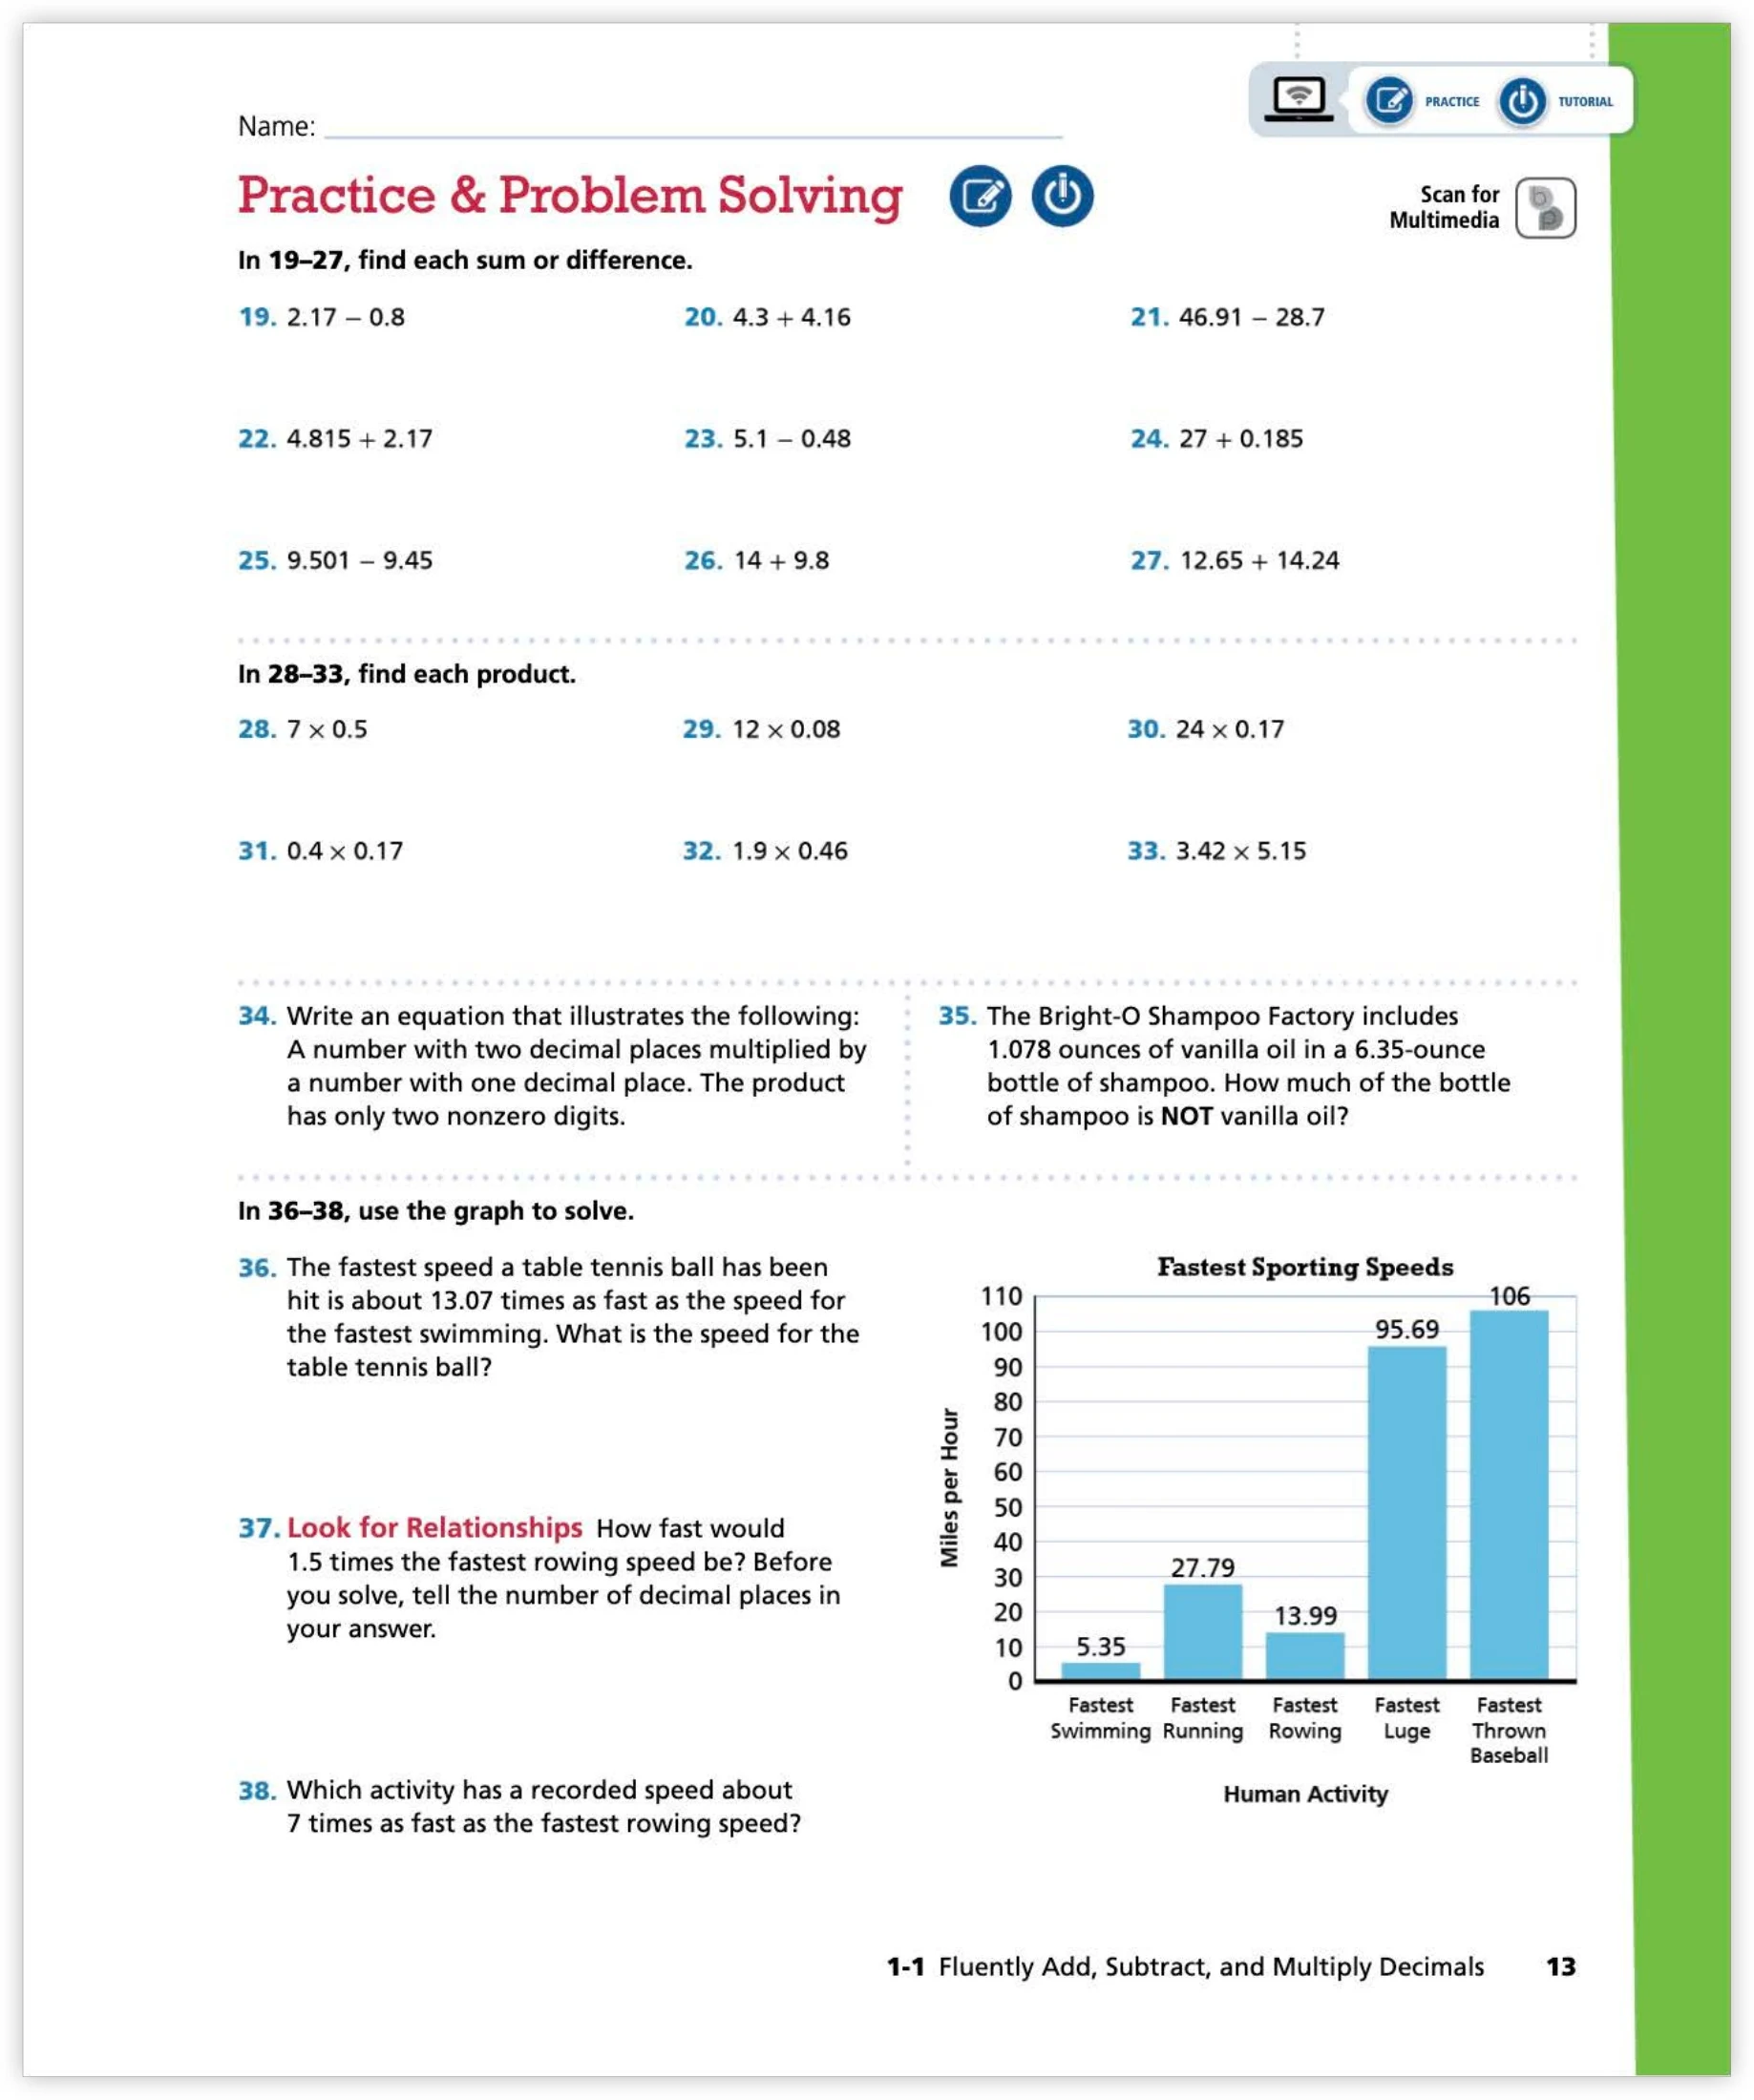 PRACTICE TUTORIAL
Name:
Practice & Problem Solving
Scan for
Multimedia
In 19–27, find each sum or difference.
19. 2.17 − 0.8 20. 4.3 + 4.16 21. 46.91 − 28.7
22. 4.815 + 2.17 23. 5.1 − 0.48 24. 27 + 0.185
25. 9.501 − 9.45 26. 14 + 9.8 27. 12.65 + 14.24
In 28–33, find each product.
28. 7 × 0.5 29. 12 × 0.08 30. 24 × 0.17
31. 0.4 × 0.17 32. 1.9 × 0.46 33. 3.42 × 5.15
34. Write an equation that illustrates the following:
A number with two decimal places multiplied by
a number with one decimal place. The product
has only two nonzero digits.
35. The Bright-O Shampoo Factory includes
1.078 ounces of vanilla oil in a 6.35-ounce
bottle of shampoo. How much of the bottle
of shampoo is NOT vanilla oil?
In 36–38, use the graph to solve.
36. The fastest speed a table tennis ball has been
hit is about 13.07 times as fast as the speed for
the fastest swimming. What is the speed for the
table tennis ball?
37. Look for Relationships How fast would
1.5 times the fastest rowing speed be? Before
you solve, tell the number of decimal places in
your answer.
38. Which activity has a recorded speed about
7 times as fast as the fastest rowing speed?
Fastest Sporting Speeds
Miles per Hour
110
100
90
80
70
60
50
40
30
20
10
0
5.35
27.79
13.99
95.69
106
Fastest Swimming
Fastest Running
Fastest Rowing
Fastest Luge
Fastest Thrown Baseball
Human Activity
1-1 Fluently Add, Subtract, and Multiply Decimals 13